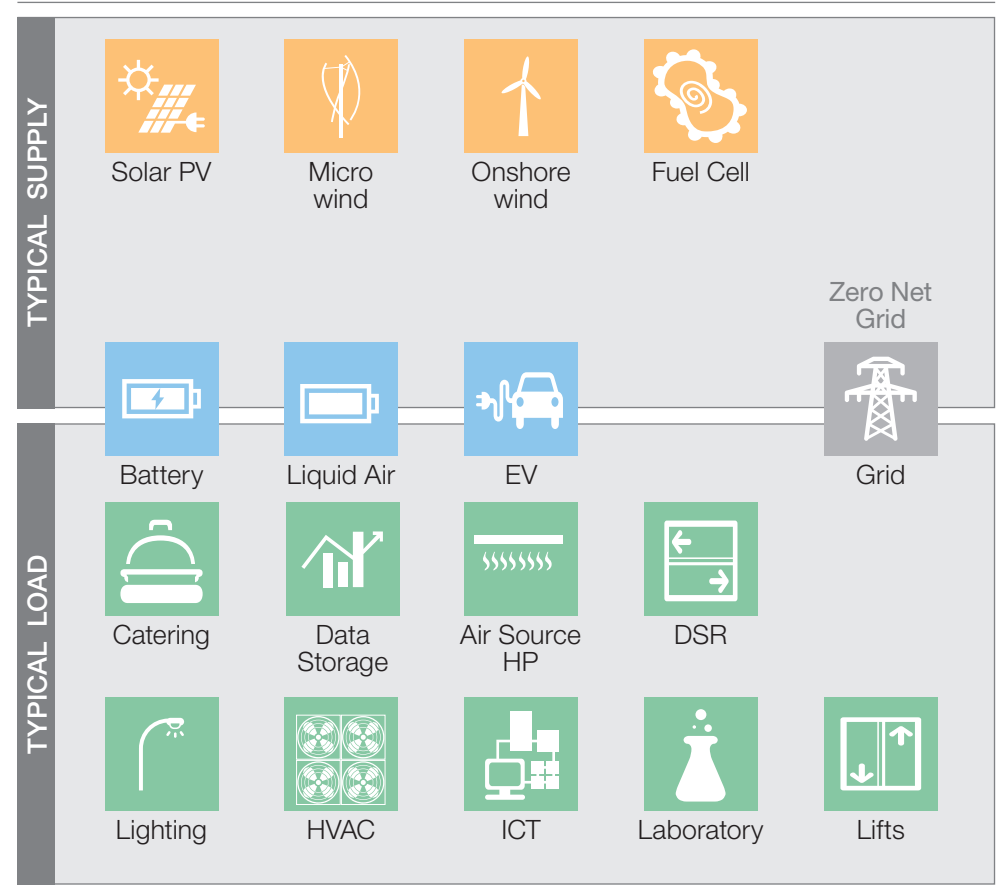 TYPICAL SUPPLY
Solar PV
Micro
wind
Onshore
wind
Fuel Cell
Zero Net
Grid
TYPICAL LOAD
Battery
Liquid Air
EV
Grid
Catering
Data
Storage
Air Source
HP
DSR
Lighting
HVAC
ICT
Laboratory
Lifts